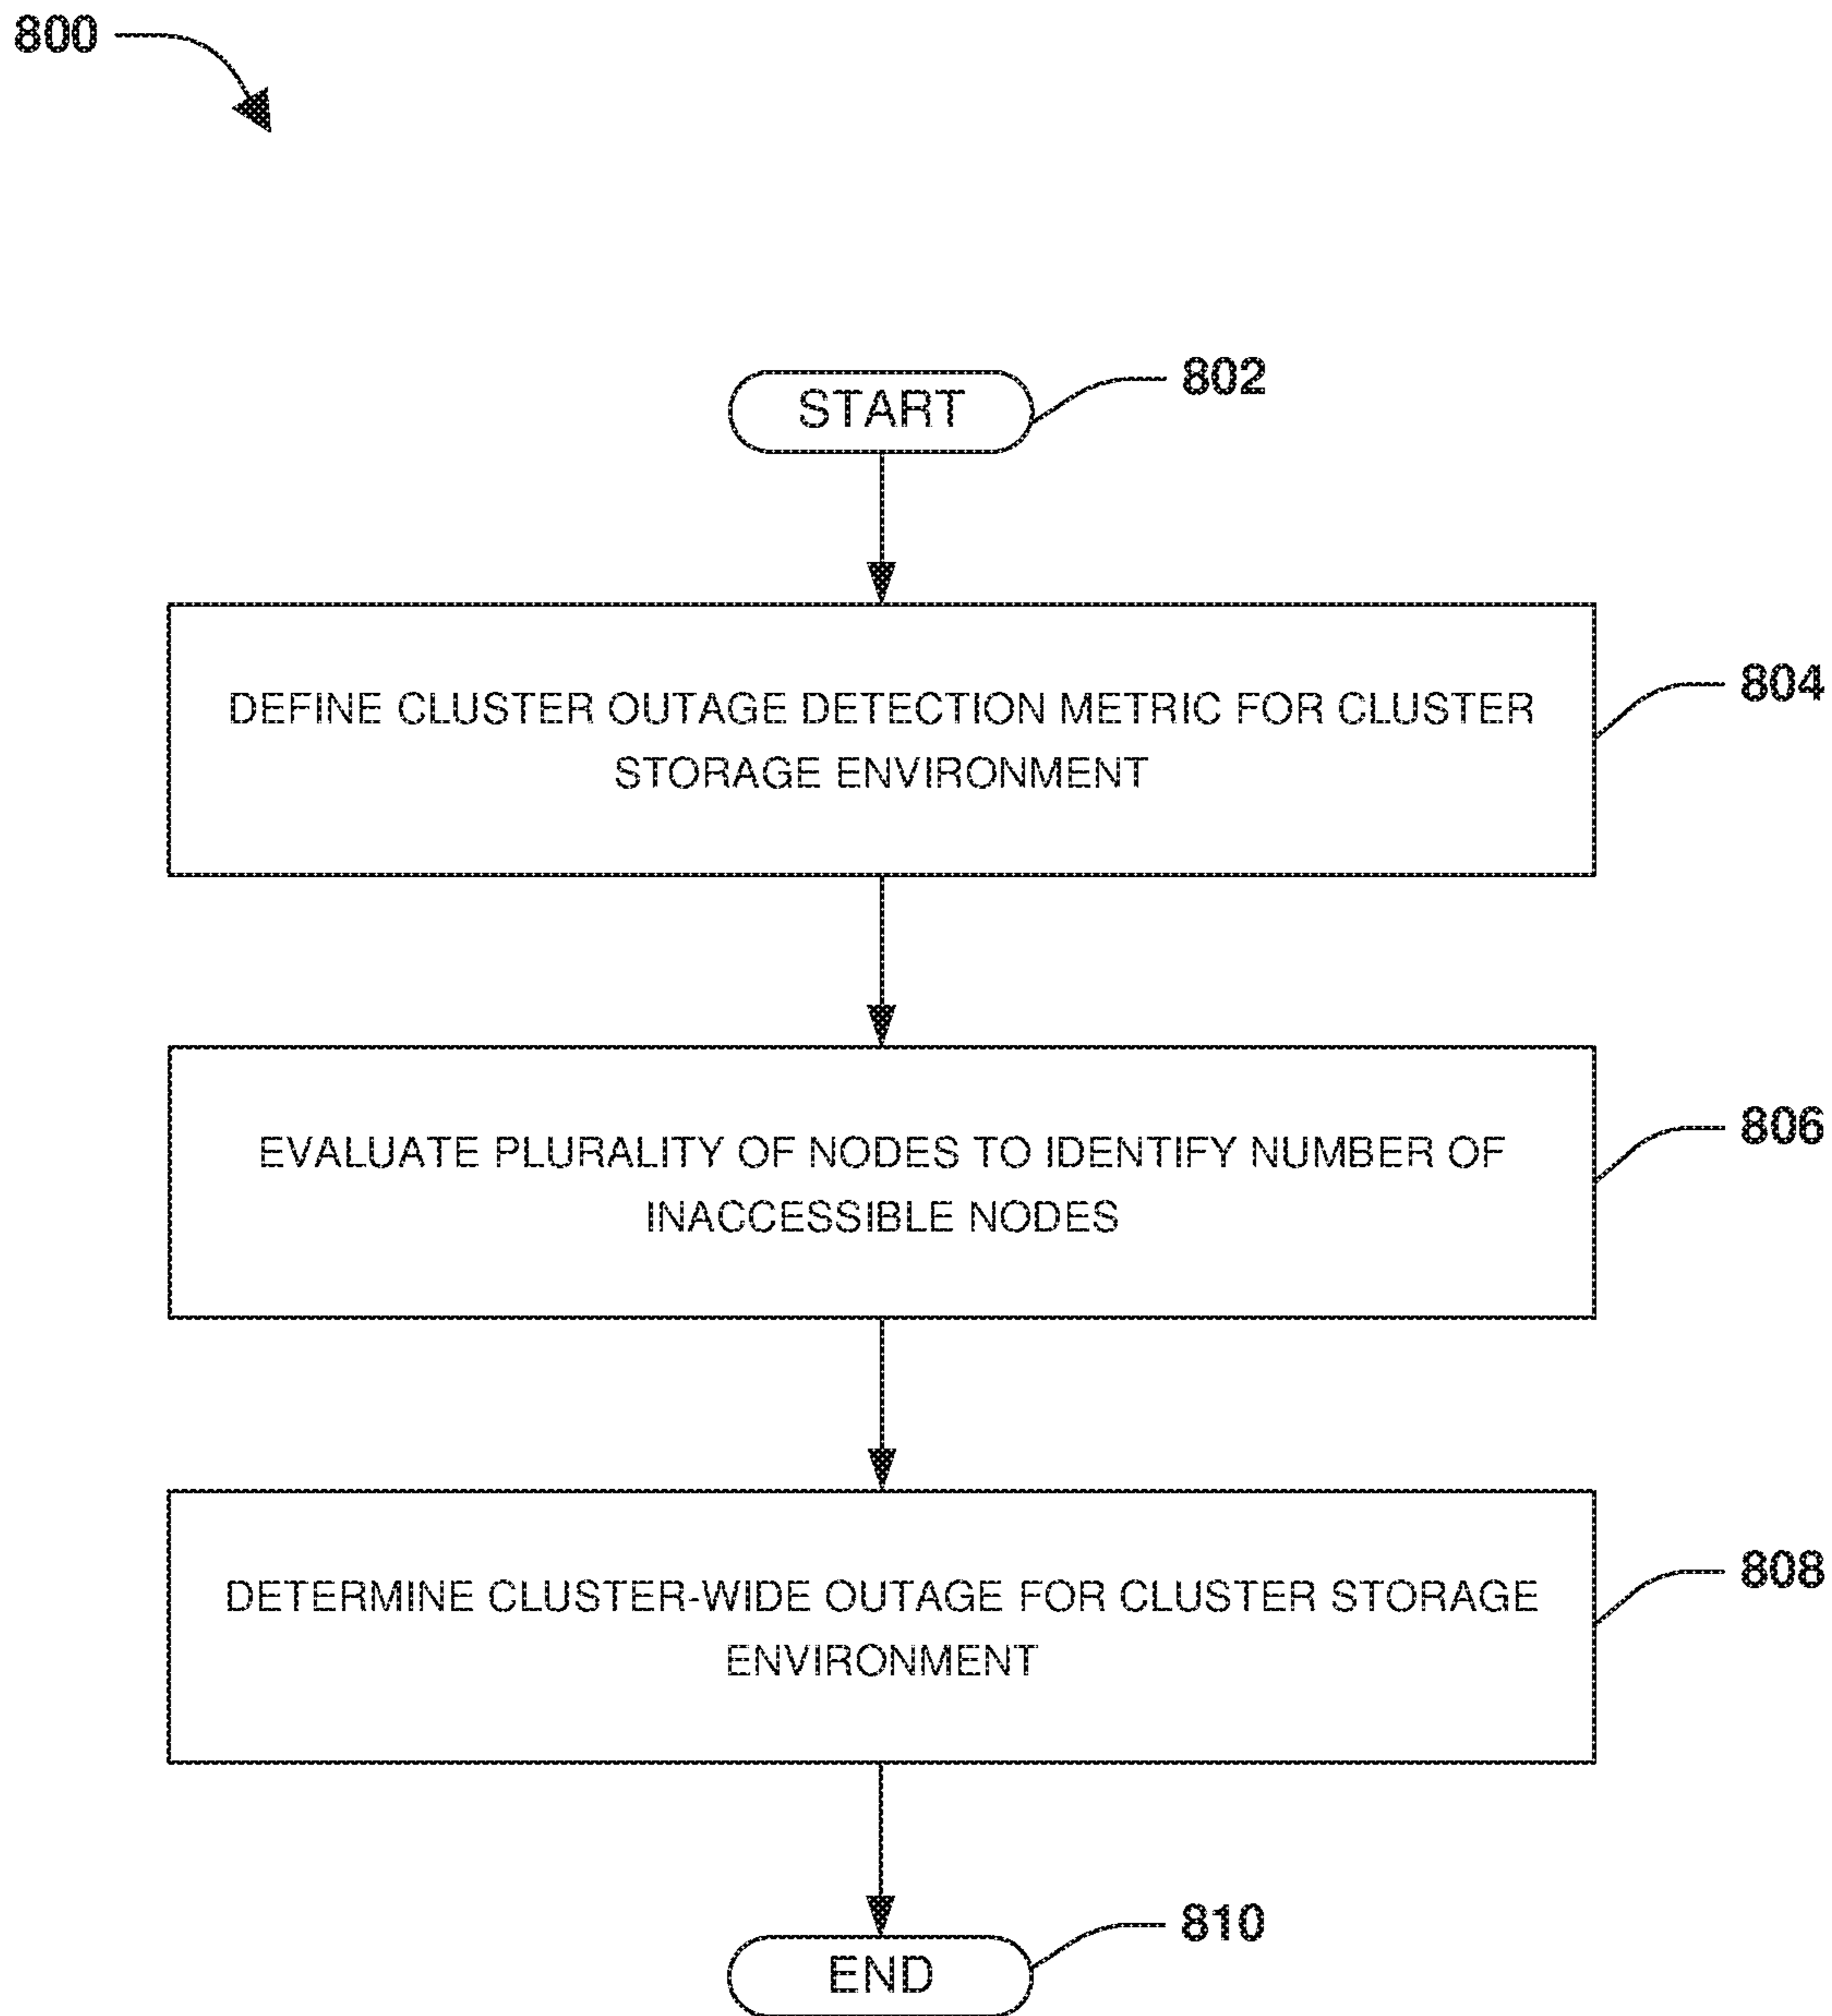 800
START
802
DEFINE CLUSTER OUTAGE DETECTION METRIC FOR CLUSTER
STORAGE ENVIRONMENT
804
EVALUATE PLURALITY OF NODES TO IDENTIFY NUMBER OF
INACCESSIBLE NODES
806
DETERMINE CLUSTER-WIDE OUTAGE FOR CLUSTER STORAGE
ENVIRONMENT
808
END
810